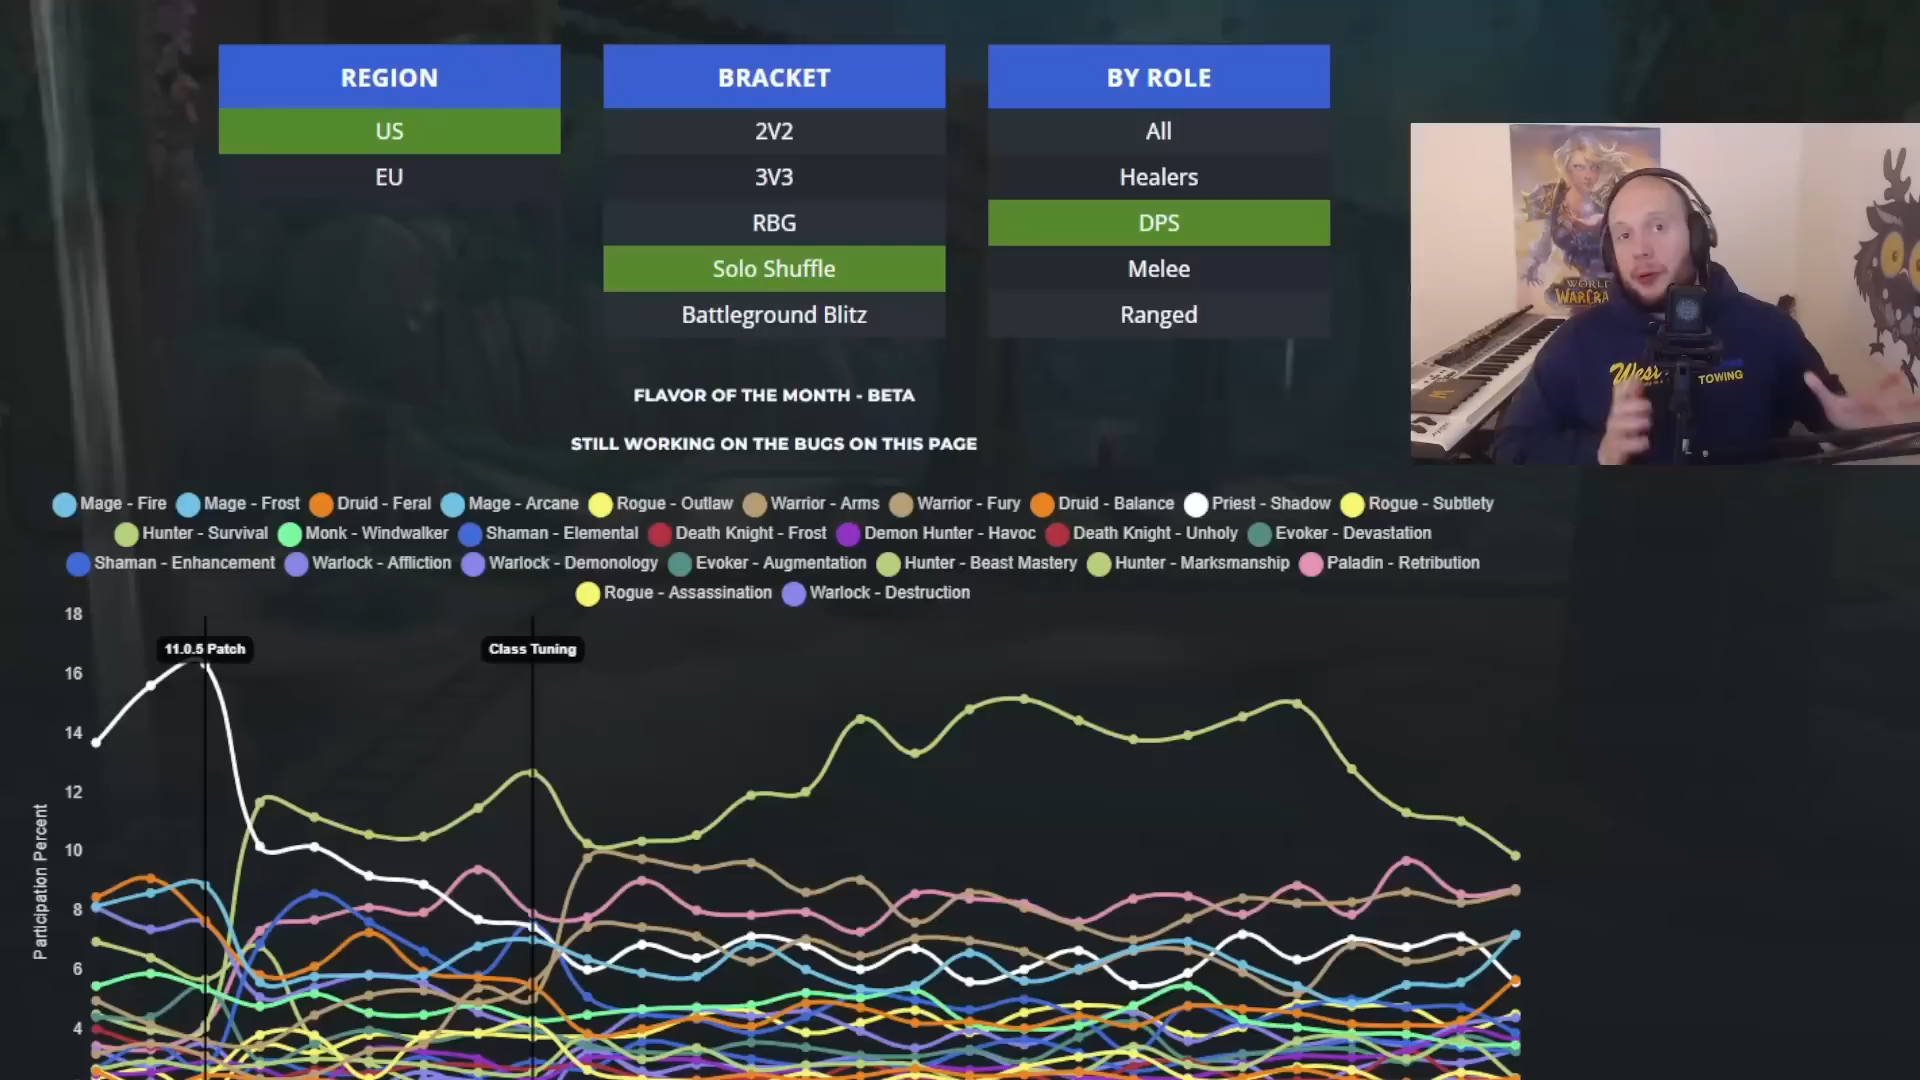 REGION
US
EU
BRACKET
2V2
3V3
RBG
Solo Shuffle
Battleground Blitz
BY ROLE
All
Healers
DPS
Melee
Ranged
WORLD
WARCRA
West
TOWING
FLAVOR OF THE MONTH - BETA
STILL WORKING ON THE BUGS ON THIS PAGE
Mage - Fire Mage - Frost Druid - Feral Mage - Arcane Rogue - Outlaw Warrior - Arms Warrior - Fury Druid - Balance Priest - Shadow Rogue - Subtlety
Hunter - Survival Monk - Windwalker Shaman - Elemental Death Knight - Frost Demon Hunter - Havoc Death Knight - Unholy Evoker - Devastation
Shaman - Enhancement Warlock - Affliction Warlock - Demonology Evoker - Augmentation Hunter - Beast Mastery Hunter - Marksmanship Paladin - Retribution
Rogue - Assassination Warlock - Destruction
11.0.5 Patch
Class Tuning
Participation Percent
18
16
14
12
10
8
6
4